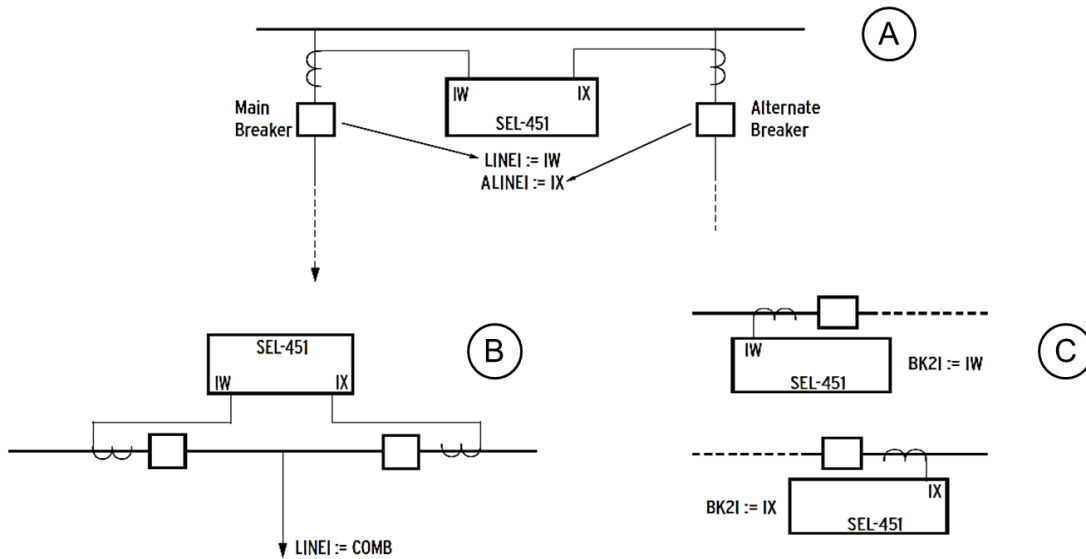 A
IW
IX
SEL-451
Main
Breaker
Alternate
Breaker
LINEI := IW
ALINEI := IX
SEL-451
IW
IX
B
LINEI := COMB
IW
SEL-451
BK2I := IW
C
IX
SEL-451
BK2I := IX